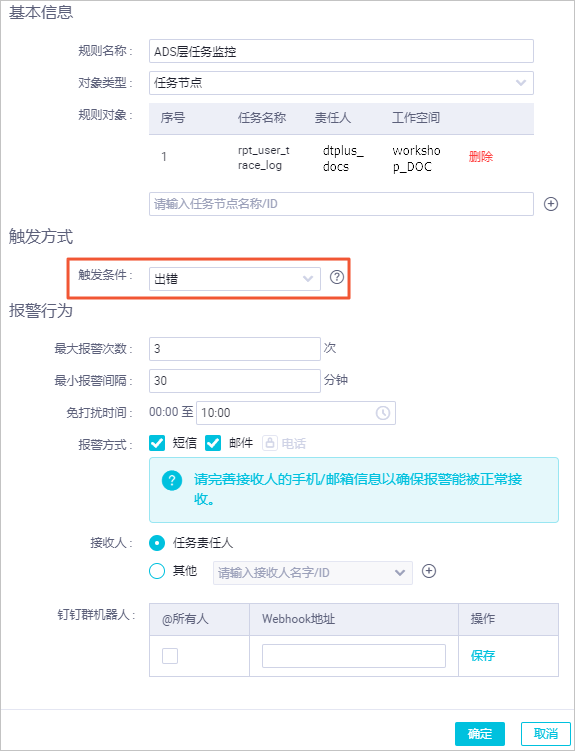 基本信息
规则名称 : ADS层任务监控
对象类型 : 任务节点
规则对象 : 序号 任务名称 责任人 工作空间
1 rpt_user_t dtplus_ worksho 删除
race_log docs p_DOC
请输入任务节点名称/ID
触发方式
触发条件 : 出错 ?
报警行为
最大报警次数 : 3 次
最小报警间隔 : 30 分钟
免打扰时间 : 00:00 至 10:00
报警方式 : 短信 邮件 电话
? 请完善接收人的手机/邮箱信息以确保报警能被正常接
收。
接收人 : 任务责任人
其他 请输入接收人名字/ID
钉钉群机器人 : @所有人 Webhook地址 操作
保存
确定 取消